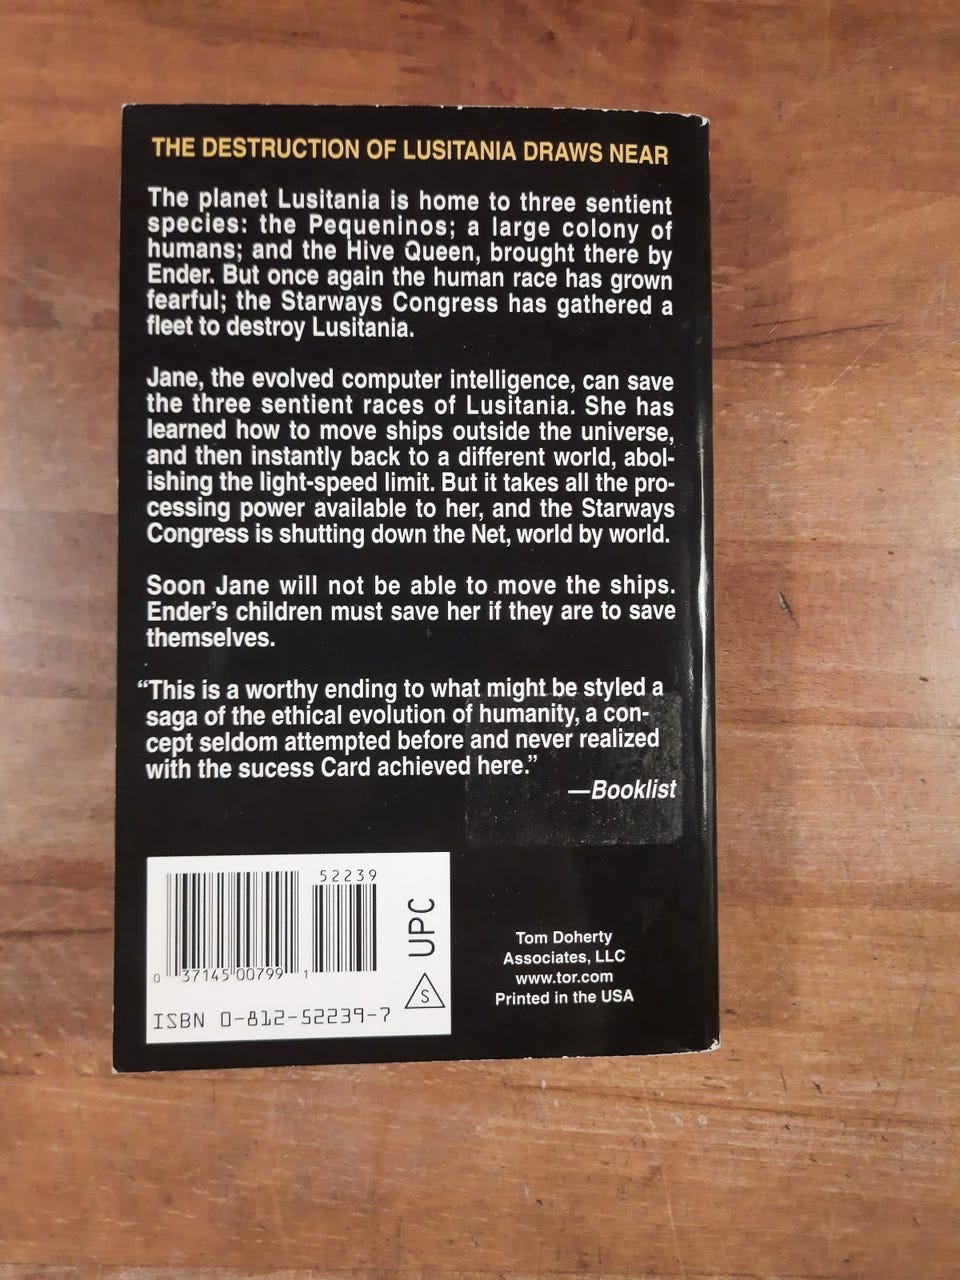 THE DESTRUCTION OF LUSITANIA DRAWS NEAR
The planet Lusitania is home to three sentient
species: the Pequeninos; a large colony of
humans; and the Hive Queen, brought there by
Ender. But once again the human race has grown
fearful; the Starways Congress has gathered a
fleet to destroy Lusitania.
Jane, the evolved computer intelligence, can save
the three sentient races of Lusitania. She has
learned how to move ships outside the universe,
and then instantly back to a different world, abol-
ishing the light-speed limit. But it takes all the pro-
cessing power available to her, and the Starways
Congress is shutting down the Net, world by world.
Soon Jane will not be able to move the ships.
Ender's children must save her if they are to save
themselves.
“This is a worthy ending to what might be styled a
saga of the ethical evolution of humanity, a con-
cept seldom attempted before and never realized
with the sucess Card achieved here.”
—Booklist
52239
0 37145 00799 1
UPC
S
ISBN 0-812-52239-7
Tom Doherty
Associates, LLC
www.tor.com
Printed in the USA